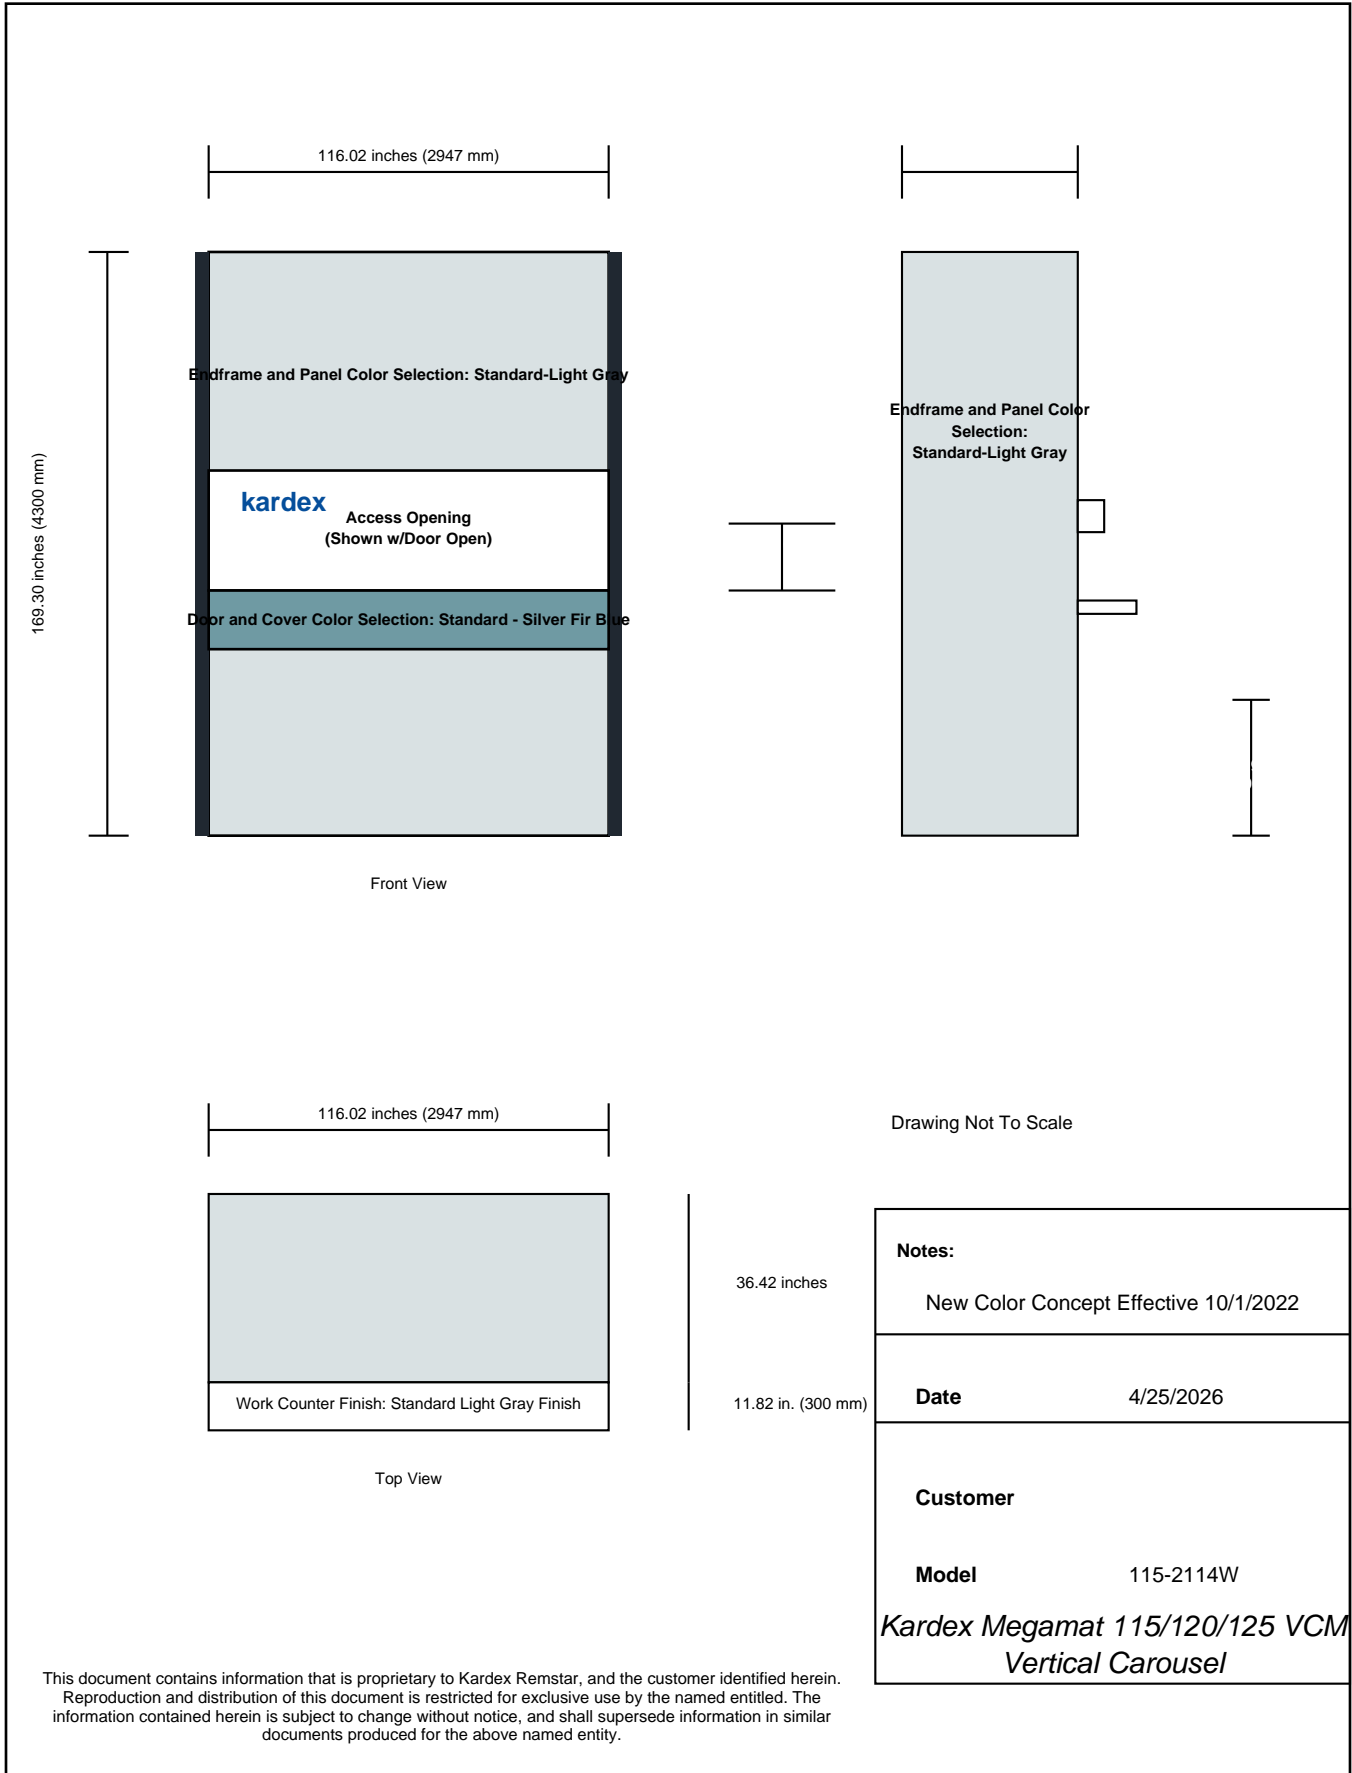 116.02 inches (2947 mm)
169.30 inches (4300 mm)
Endframe and Panel Color Selection: Standard-Light Gray
Endframe and Panel Color
Selection:
Standard-Light Gray
kardex
Access Opening
(Shown w/Door Open)
Door and Cover Color Selection: Standard - Silver Fir Blue
Front View
116.02 inches (2947 mm)
Drawing Not To Scale
36.42 inches
Work Counter Finish: Standard Light Gray Finish
11.82 in. (300 mm)
Top View
Notes:
New Color Concept Effective 10/1/2022
Date 4/25/2026
Customer
Model 115-2114W
Kardex Megamat 115/120/125 VCM
Vertical Carousel
This document contains information that is proprietary to Kardex Remstar, and the customer identified herein.
Reproduction and distribution of this document is restricted for exclusive use by the named entitled. The
information contained herein is subject to change without notice, and shall supersede information in similar
documents produced for the above named entity.